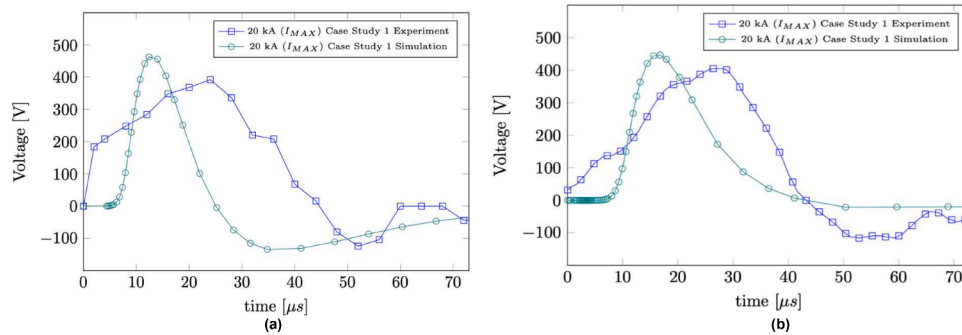 20 kA (I_MAX) Case Study 1 Experiment
20 kA (I_MAX) Case Study 1 Simulation
500
400
300
200
100
0
−100
Voltage [V]
0 10 20 30 40 50 60 70
time [μs]
(a)
20 kA (I_MAX) Case Study 1 Experiment
20 kA (I_MAX) Case Study 1 Simulation
500
400
300
200
100
0
−100
Voltage [V]
0 10 20 30 40 50 60 70
time [μs]
(b)